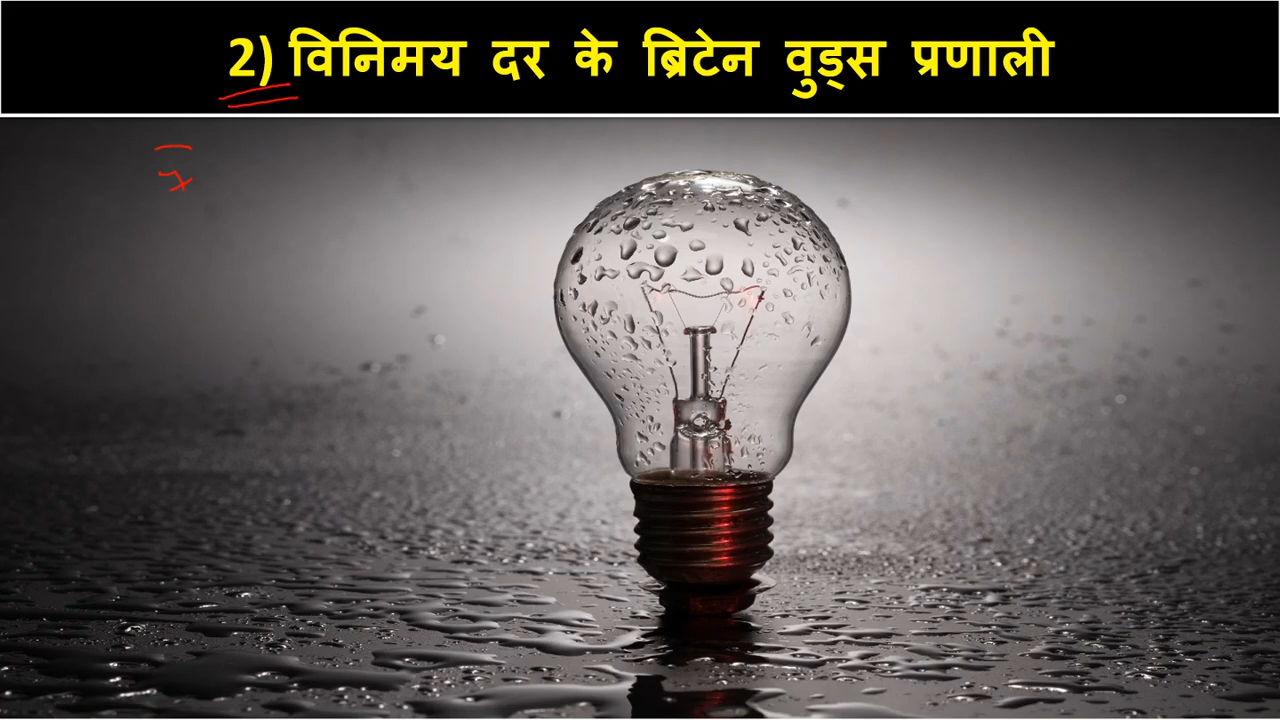 2) विनिमय दर के ब्रिटेन वुड्स प्रणाली